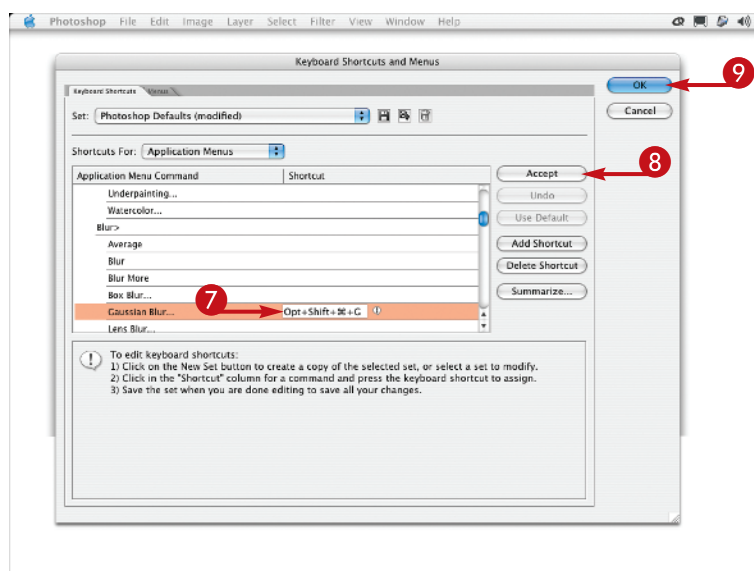 Photoshop File Edit Image Layer Select Filter View Window Help
Keyboard Shortcuts and Menus
Keyboard Shortcuts Menus
Set: Photoshop Defaults (modified)
OK
9
Cancel
Shortcuts For: Application Menus
8
Application Menu Command Shortcut
Accept
Underpainting...
Undo
Watercolor...
Use Default
Blur>
Average
Add Shortcut
Blur
Delete Shortcut
Blur More
Box Blur...
Summarize...
7
Gaussian Blur... Opt+Shift+⌘+G
Lens Blur...
To edit keyboard shortcuts:
1) Click on the New Set button to create a copy of the selected set, or select a set to modify.
2) Click in the "Shortcut" column for a command and press the keyboard shortcut to assign.
3) Save the set when you are done editing to save all your changes.